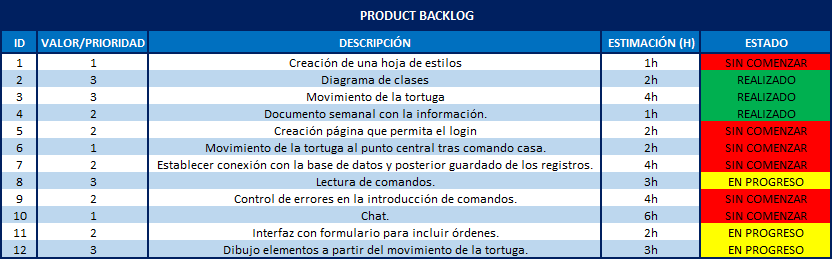 PRODUCT BACKLOG
ID VALOR/PRIORIDAD DESCRIPCIÓN ESTIMACIÓN (H) ESTADO
1 1 Creación de una hoja de estilos 1h SIN COMENZAR
2 3 Diagrama de clases 2h REALIZADO
3 3 Movimiento de la tortuga 4h REALIZADO
4 2 Documento semanal con la información. 1h REALIZADO
5 2 Creación página que permita el login 2h SIN COMENZAR
6 1 Movimiento de la tortuga al punto central tras comando casa. 2h SIN COMENZAR
7 2 Establecer conexión con la base de datos y posterior guardado de los registros. 4h SIN COMENZAR
8 3 Lectura de comandos. 3h EN PROGRESO
9 2 Control de errores en la introducción de comandos. 4h SIN COMENZAR
10 1 Chat. 6h SIN COMENZAR
11 2 Interfaz con formulario para incluir órdenes. 2h EN PROGRESO
12 3 Dibujo elementos a partir del movimiento de la tortuga. 3h EN PROGRESO